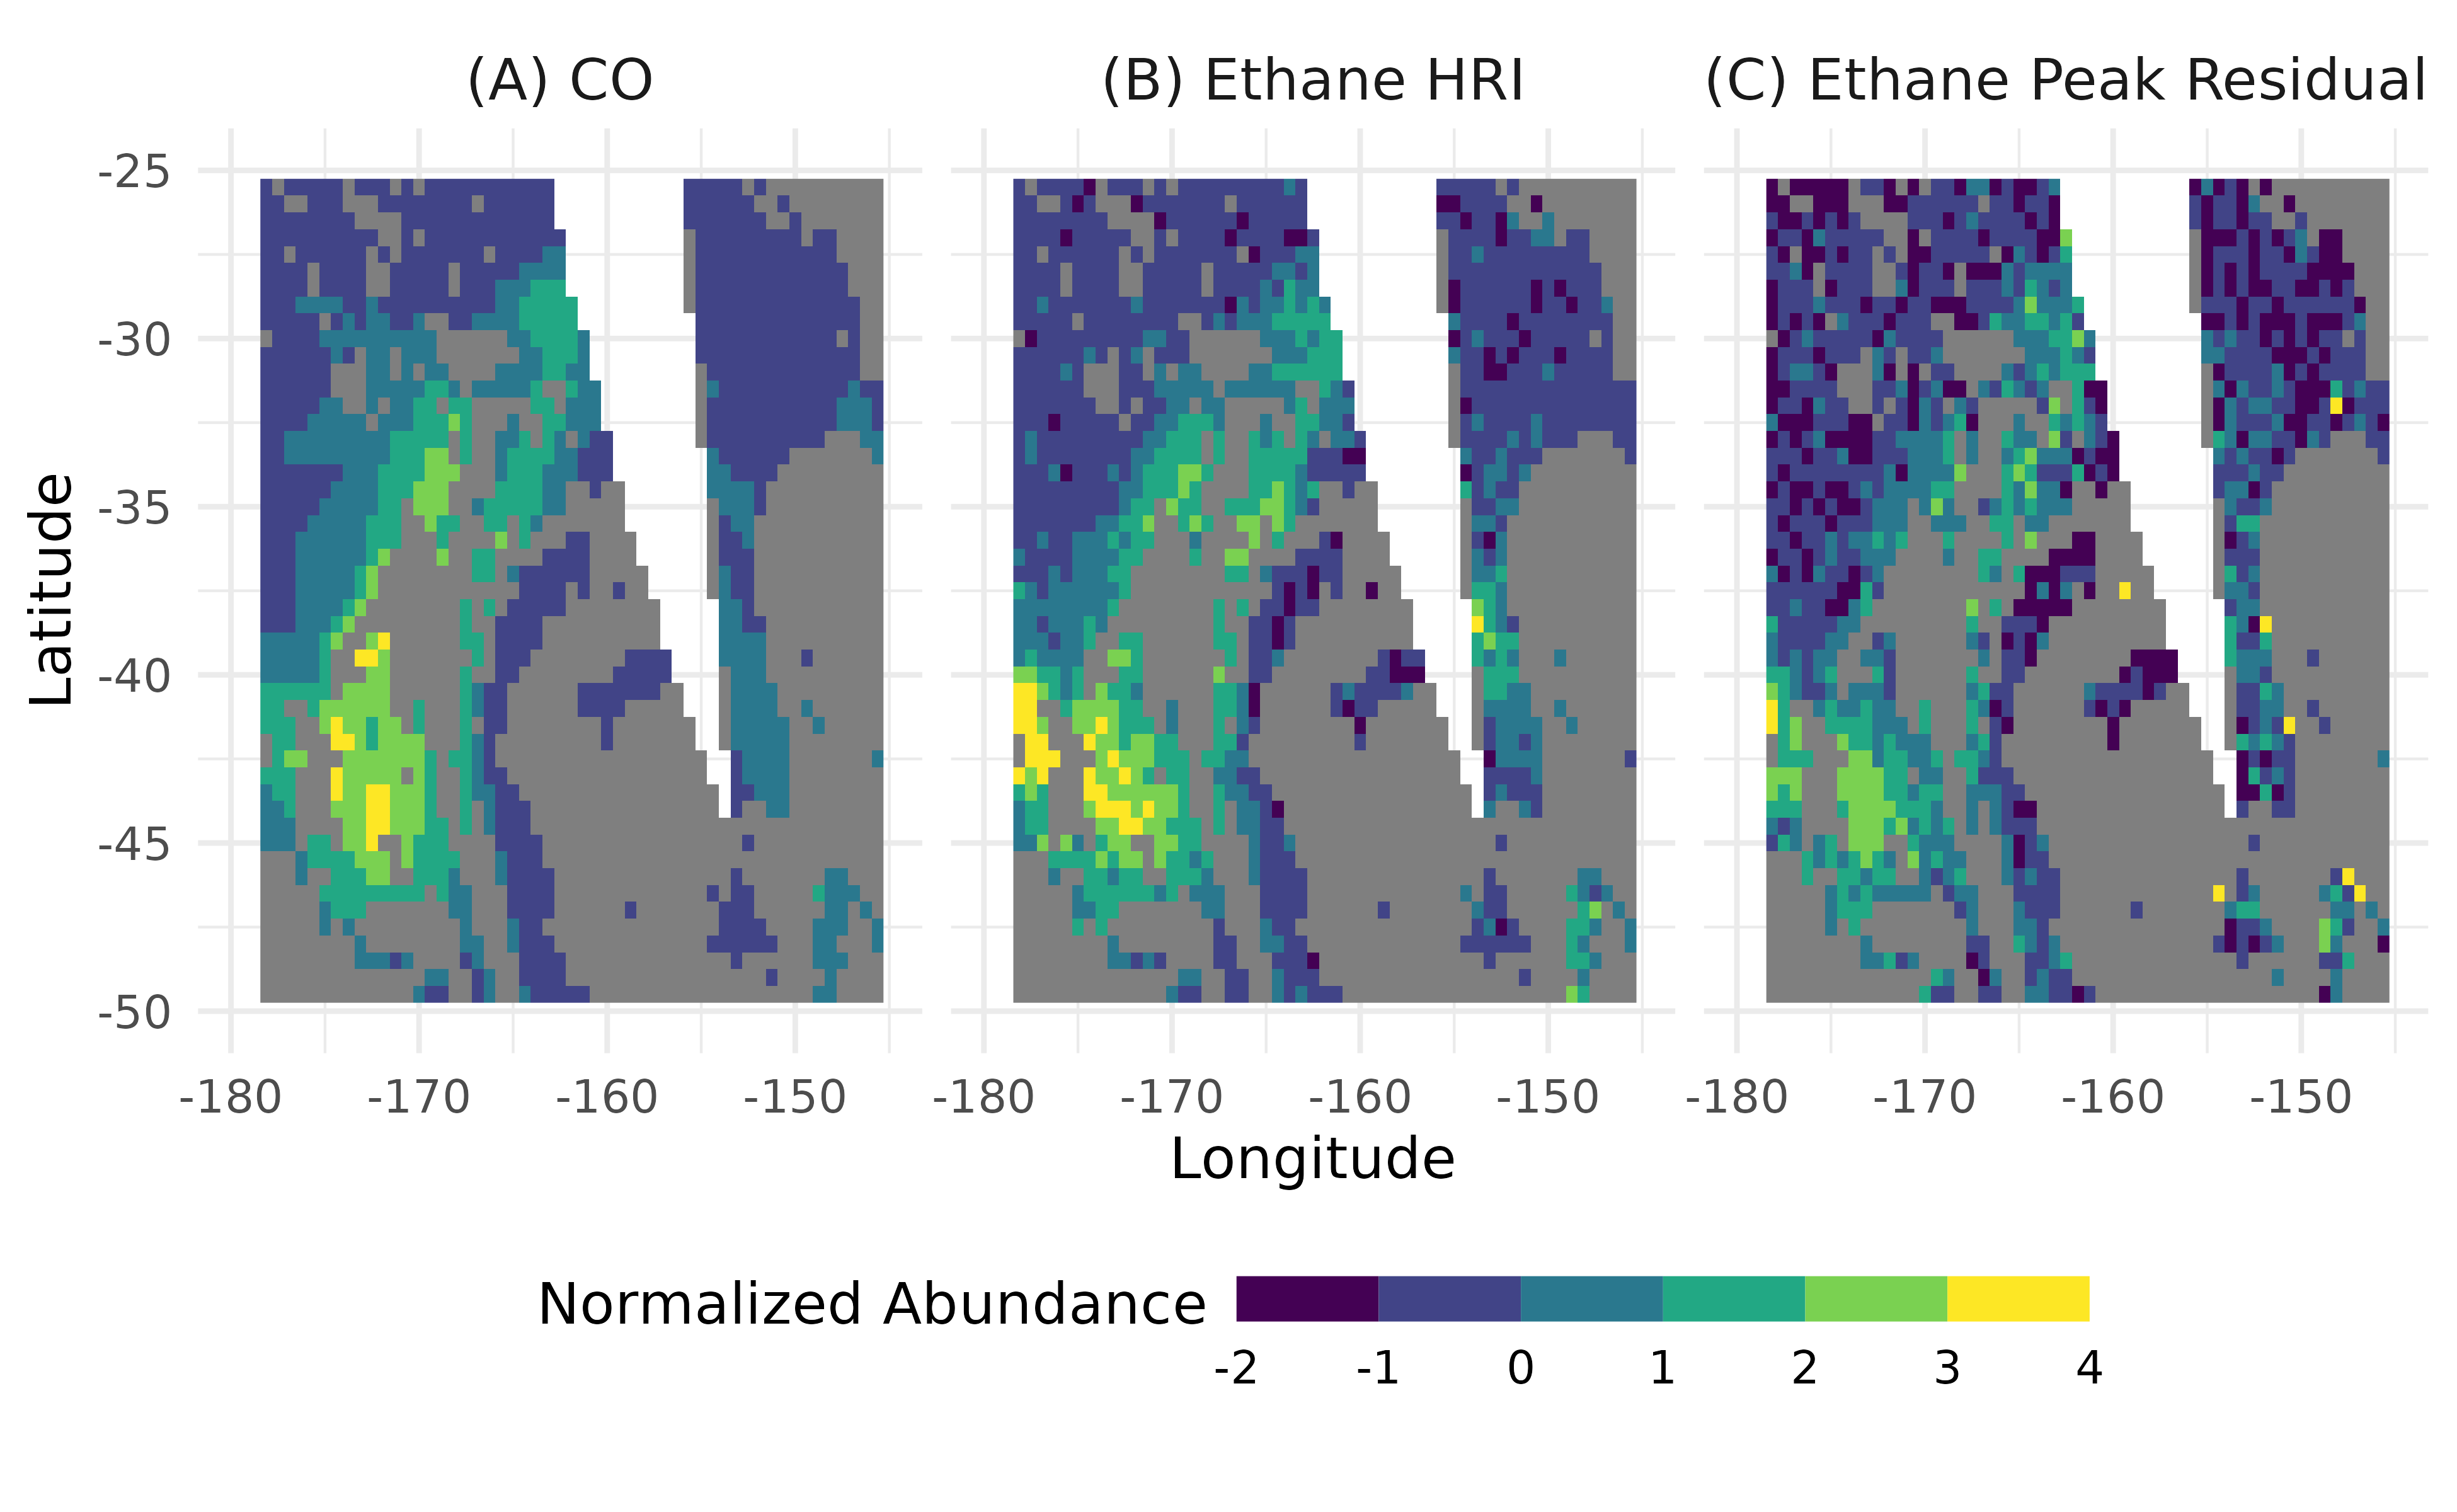 (A) CO (B) Ethane HRI (C) Ethane Peak Residual
-25
-30
-35
-40
-45
-50
Latitude
-180 -170 -160 -150 -180 -170 -160 -150 -180 -170 -160 -150
Longitude
Normalized Abundance
-2 -1 0 1 2 3 4